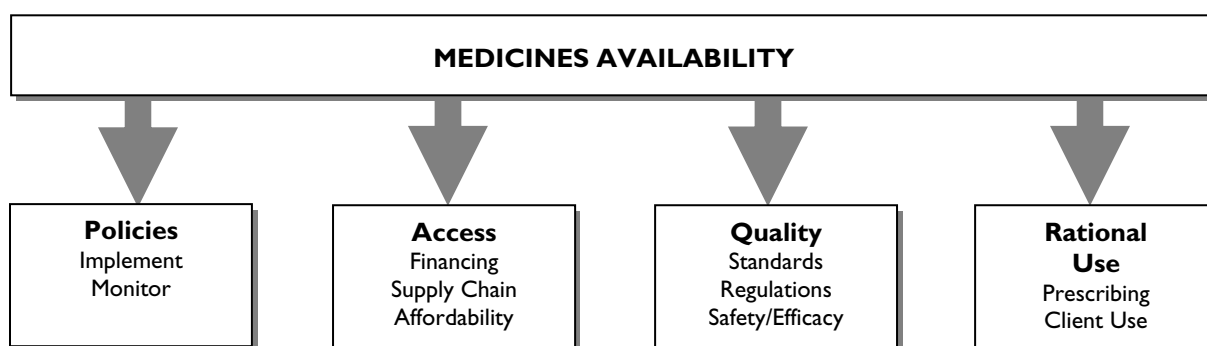 MEDICINES AVAILABILITY
Policies
Implement
Monitor
Access
Financing
Supply Chain
Affordability
Quality
Standards
Regulations
Safety/Efficacy
Rational
Use
Prescribing
Client Use